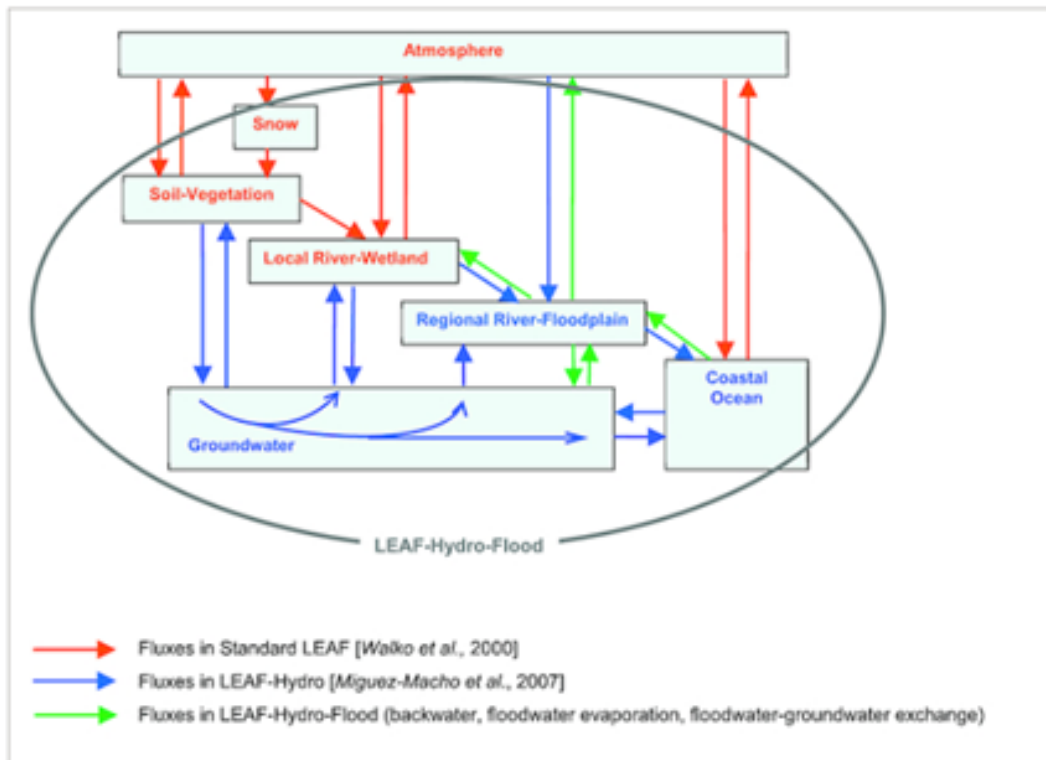 Atmosphere
Snow
Soil-Vegetation
Local River-Wetland
Regional River-Floodplain
Coastal
Ocean
Groundwater
LEAF-Hydro-Flood
Fluxes in Standard LEAF [Walko et al., 2000]
Fluxes in LEAF-Hydro [Miguez-Macho et al., 2007]
Fluxes in LEAF-Hydro-Flood (backwater, floodwater evaporation, floodwater-groundwater exchange)